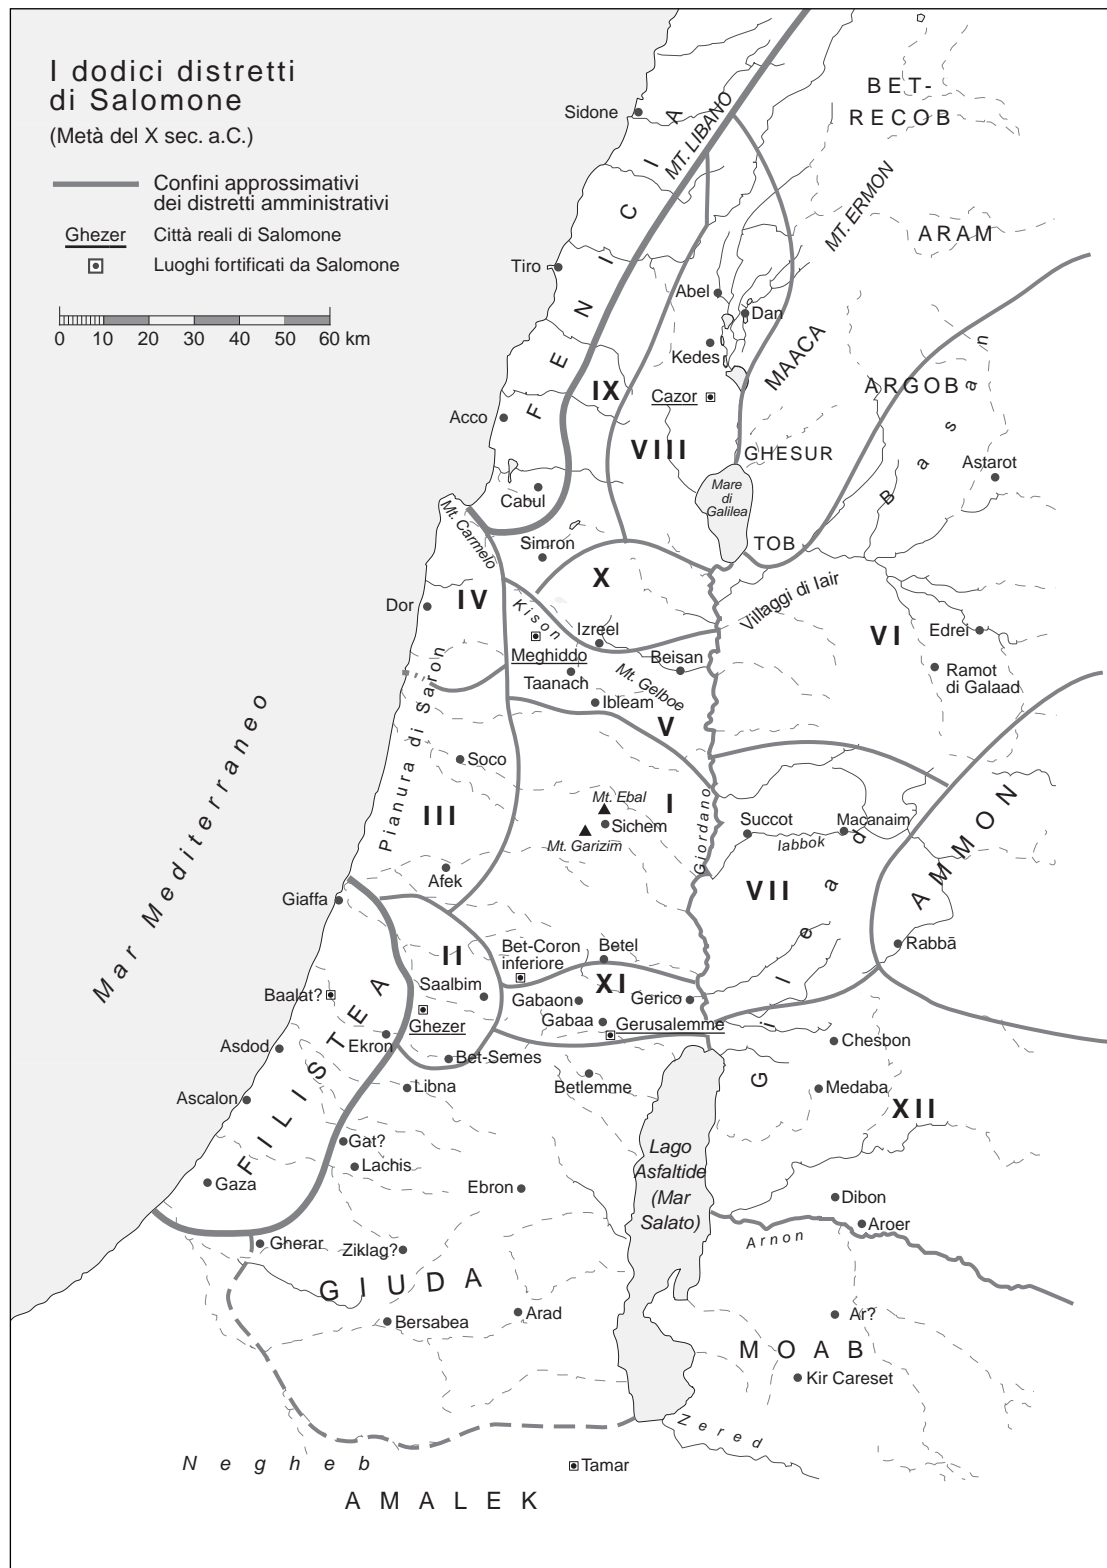 I dodici distretti
di Salomone
(Metà del X sec. a.C.)
Confini approssimativi
dei distretti amministrativi
Ghezer
Città reali di Salomone
Luoghi fortificati da Salomone
0 10 20 30 40 50 60 km
Sidone
FENICIA
MT. LIBANO
BET-
RECOB
MT. ERMON
ARAM
Tiro
Abel
Dan
Kedes
MAACA
IX
Cazor
ARGOB
Basan
Acco
VIII
GHESUR
Astarot
Cabul
Mare
di
Galilea
Mt. Carmelo
Simron
TOB
X
Villaggi di Iair
Dor
IV
Kison
Izreel
VI
Edrei
Meghiddo
Beisan
Taanach
Mt. Gelboe
Ramot
di Galaad
Ibleam
V
Pianura di Saron
Mar Mediterraneo
Soco
Mt. Ebal
I
III
Sichem
Mt. Garizim
Giordano
Succot
Macanaim
Iabbok
AMMON
Afek
VII
Gilead
Giaffa
Rabbā
II
Bet-Coron
inferiore
Betel
Saalbim
XI
Baalat?
Gabaon
Gerico
Ghezer
Gabaa
Gerusalemme
Asdod
Ekron
Bet-Semes
Chesbon
FILISTEA
Libna
Betlemme
Medaba
Ascalon
XII
Gat?
Lachis
Lago
Asfaltide
(Mar
Salato)
Gaza
Ebron
Dibon
Aroer
Arnon
Gherar
Ziklag?
GIUDA
Bersabea
Arad
Ar?
MOAB
Kir Careset
Zered
Negheb
Tamar
AMALEK